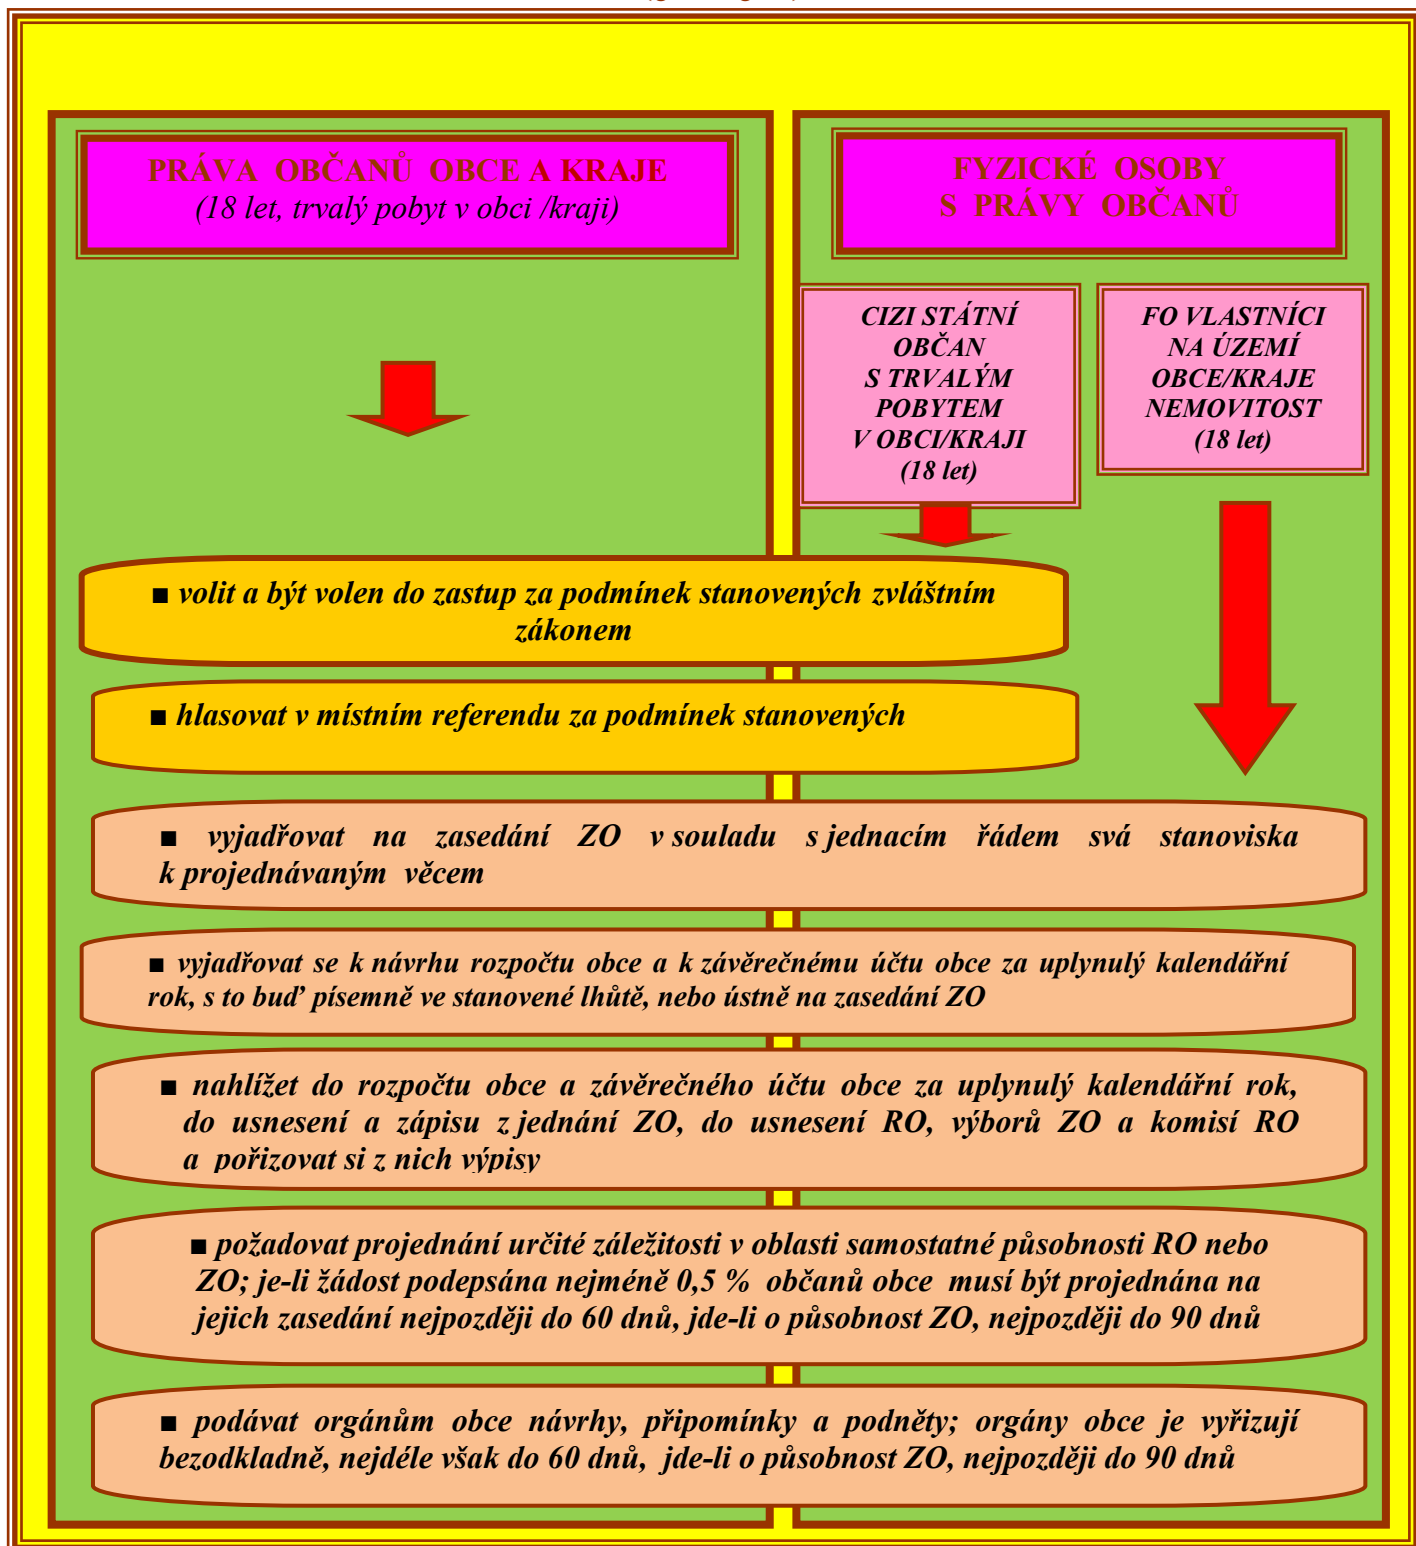 PRÁVA OBČANŮ OBCE A KRAJE
(18 let, trvalý pobyt v obci /kraji)
FYZICKÉ OSOBY
S PRÁVY OBČANŮ
CIZI STÁTNÍ
OBČAN
S TRVALÝM
POBYTEM
V OBCI/KRAJI
(18 let)
FO VLASTNÍCI
NA ÚZEMÍ
OBCE/KRAJE
NEMOVITOST
(18 let)
■ volit a být volen do zastup za podmínek stanovených zvláštním
zákonem
■ hlasovat v místním referendu za podmínek stanovených
■ vyjadřovat na zasedání ZO v souladu s jednacím řádem svá stanoviska
k projednávaným věcem
■ vyjadřovat se k návrhu rozpočtu obce a k závěrečnému účtu obce za uplynulý kalendářní
rok, s to buď písemně ve stanovené lhůtě, nebo ústně na zasedání ZO
■ nahlížet do rozpočtu obce a závěrečného účtu obce za uplynulý kalendářní rok,
do usnesení a zápisu z jednání ZO, do usnesení RO, výborů ZO a komisí RO
a pořizovat si z nich výpisy
■ požadovat projednání určité záležitosti v oblasti samostatné působnosti RO nebo
ZO; je-li žádost podepsána nejméně 0,5 % občanů obce musí být projednána na
jejich zasedání nejpozději do 60 dnů, jde-li o působnost ZO, nejpozději do 90 dnů
■ podávat orgánům obce návrhy, připomínky a podněty; orgány obce je vyřizují
bezodkladně, nejdéle však do 60 dnů, jde-li o působnost ZO, nejpozději do 90 dnů